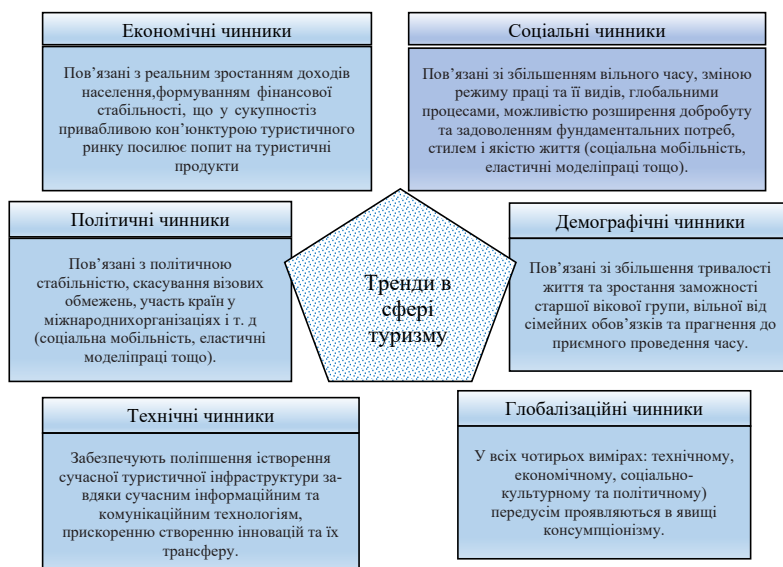 Економічні чинники
Пов’язані з реальним зростанням доходів
населення,формуванням фінансової
стабільності, що у сукупностіз
привабливою кон’юнктурою туристичного
ринку посилює попит на туристичні
продукти
Соціальні чинники
Пов’язані зі збільшенням вільного часу, зміною
режиму праці та її видів, глобальними
процесами, можливістю розширення добробуту
та задоволенням фундаментальних потреб,
стилем і якістю життя (соціальна мобільність,
еластичні моделіпраці тощо).
Політичні чинники
Пов’язані з політичною
стабільністю, скасування візових
обмежень, участь країн у
міжнароднихорганізаціях і т. д
(соціальна мобільність, еластичні
моделіпраці тощо).
Тренди в
сфері
туризму
Демографічні чинники
Пов’язані зі збільшення тривалості
життя та зростання заможності
старшої вікової групи, вільної від
сімейних обов’язків та прагнення до
приємного проведення часу.
Технічні чинники
Забезпечують поліпшення істворення
сучасної туристичної інфраструктури за-
вдяки сучасним інформаційним та
комунікаційним технологіям,
прискоренню створенню інновацій та їх
трансферу.
Глобалізаційні чинники
У всіх чотирьох вимірах: технічному,
економічному, соціально-
культурному та політичному)
передусім проявляються в явищі
консумпціонізму.